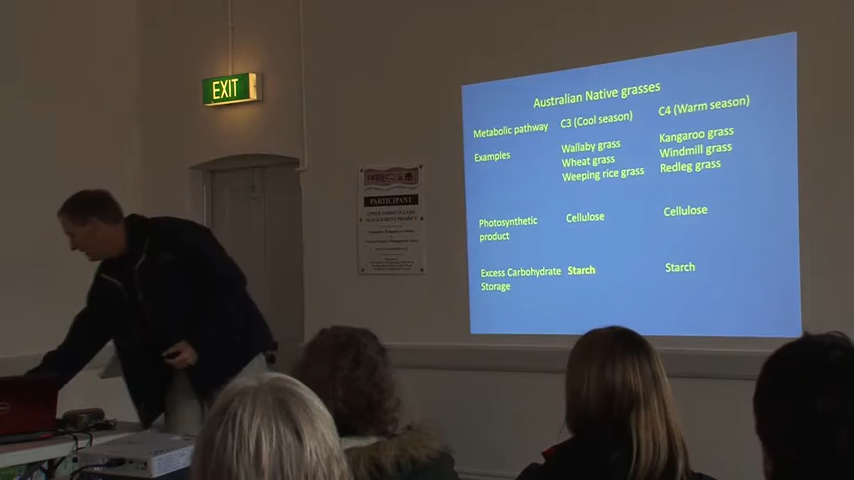 EXIT
PARTICIPANT
Australian Native grasses
Metabolic pathway C3 (Cool season) C4 (Warm season)
Examples Wallaby grass Kangaroo grass
Wheat grass Windmill grass
Weeping rice grass Redleg grass
Photosynthetic Cellulose Cellulose
product
Excess Carbohydrate Starch Starch
Storage